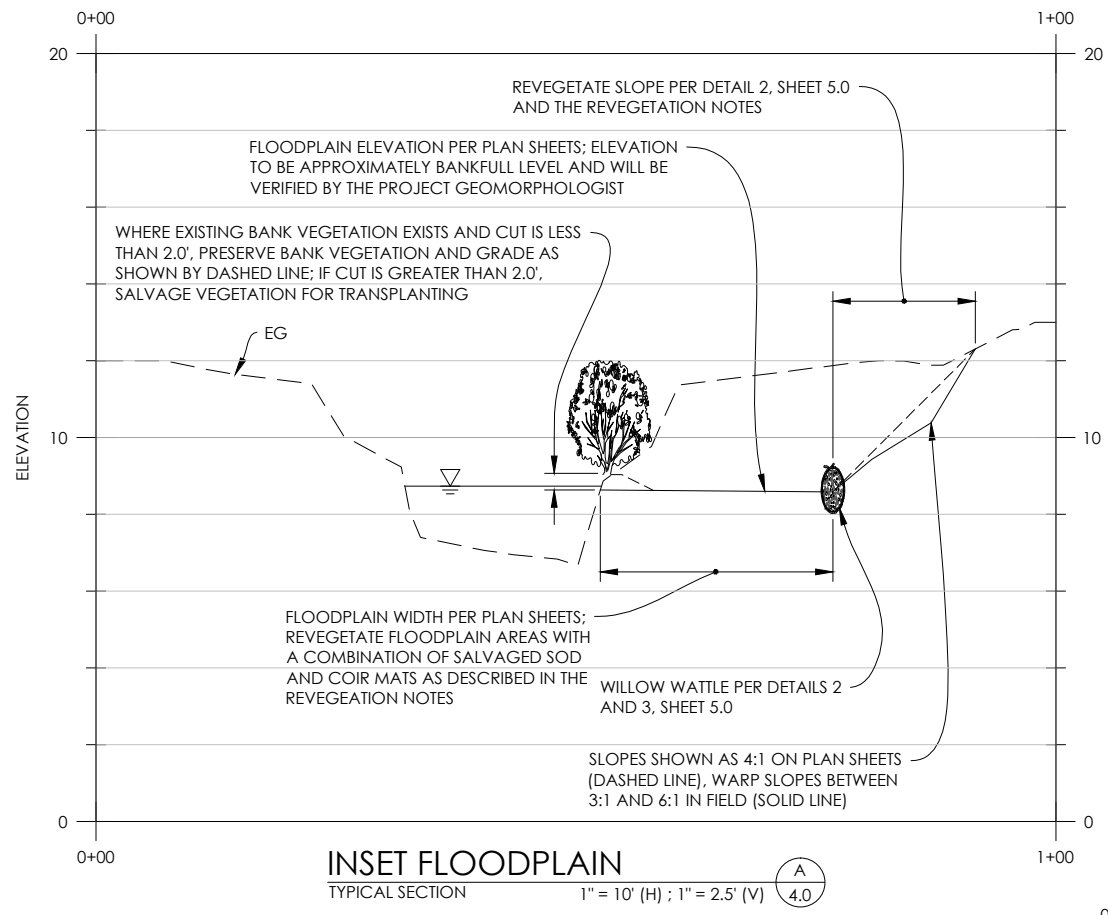 0+00
1+00
20
20
REVEGETATE SLOPE PER DETAIL 2, SHEET 5.0
AND THE REVEGETATION NOTES
FLOODPLAIN ELEVATION PER PLAN SHEETS; ELEVATION
TO BE APPROXIMATELY BANKFULL LEVEL AND WILL BE
VERIFIED BY THE PROJECT GEOMORPHOLOGIST
WHERE EXISTING BANK VEGETATION EXISTS AND CUT IS LESS
THAN 2.0', PRESERVE BANK VEGETATION AND GRADE AS
SHOWN BY DASHED LINE; IF CUT IS GREATER THAN 2.0',
SALVAGE VEGETATION FOR TRANSPLANTING
EG
ELEVATION
10
10
FLOODPLAIN WIDTH PER PLAN SHEETS;
REVEGETATE FLOODPLAIN AREAS WITH
A COMBINATION OF SALVAGED SOD
AND COIR MATS AS DESCRIBED IN THE
REVEGEATION NOTES
WILLOW WATTLE PER DETAILS 2
AND 3, SHEET 5.0
SLOPES SHOWN AS 4:1 ON PLAN SHEETS
(DASHED LINE), WARP SLOPES BETWEEN
3:1 AND 6:1 IN FIELD (SOLID LINE)
0
0
0+00
1+00
INSET FLOODPLAIN
TYPICAL SECTION
1" = 10' (H) ; 1" = 2.5' (V)
A
4.0